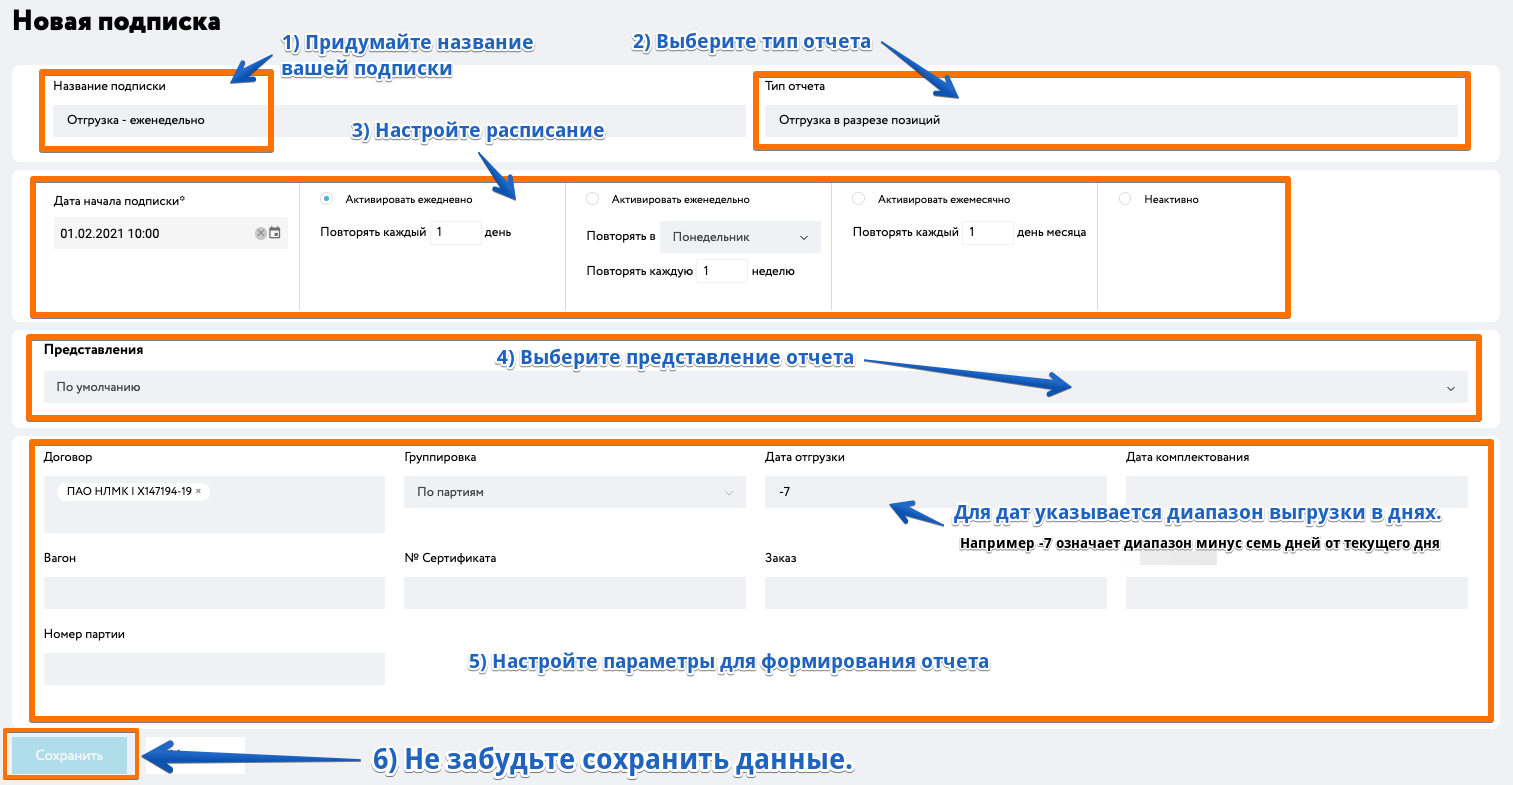 Новая подписка
1) Придумайте название
вашей подписки
2) Выберите тип отчета
Название подписки
Тип отчета
Отгрузка - еженедельно
Отгрузка в разрезе позиций
3) Настройте расписание
Дата начала подписки*
01.02.2021 10:00
Активировать ежедневно
Повторять каждый 1 день
Активировать еженедельно
Повторять в Понедельник
Повторять каждую 1 неделю
Активировать ежемесячно
Повторять каждый 1 день месяца
Неактивно
Представления
4) Выберите представление отчета
По умолчанию
Договор
Группировка
Дата отгрузки
Дата комплектования
ПАО НЛМК | X147194-19 ×
По партиям
-7
Для дат указывается диапазон выгрузки в днях.
Например -7 означает диапазон минус семь дней от текущего дня
Вагон
№ Сертификата
Заказ
Номер партии
5) Настройте параметры для формирования отчета
Сохранить
6) Не забудьте сохранить данные.